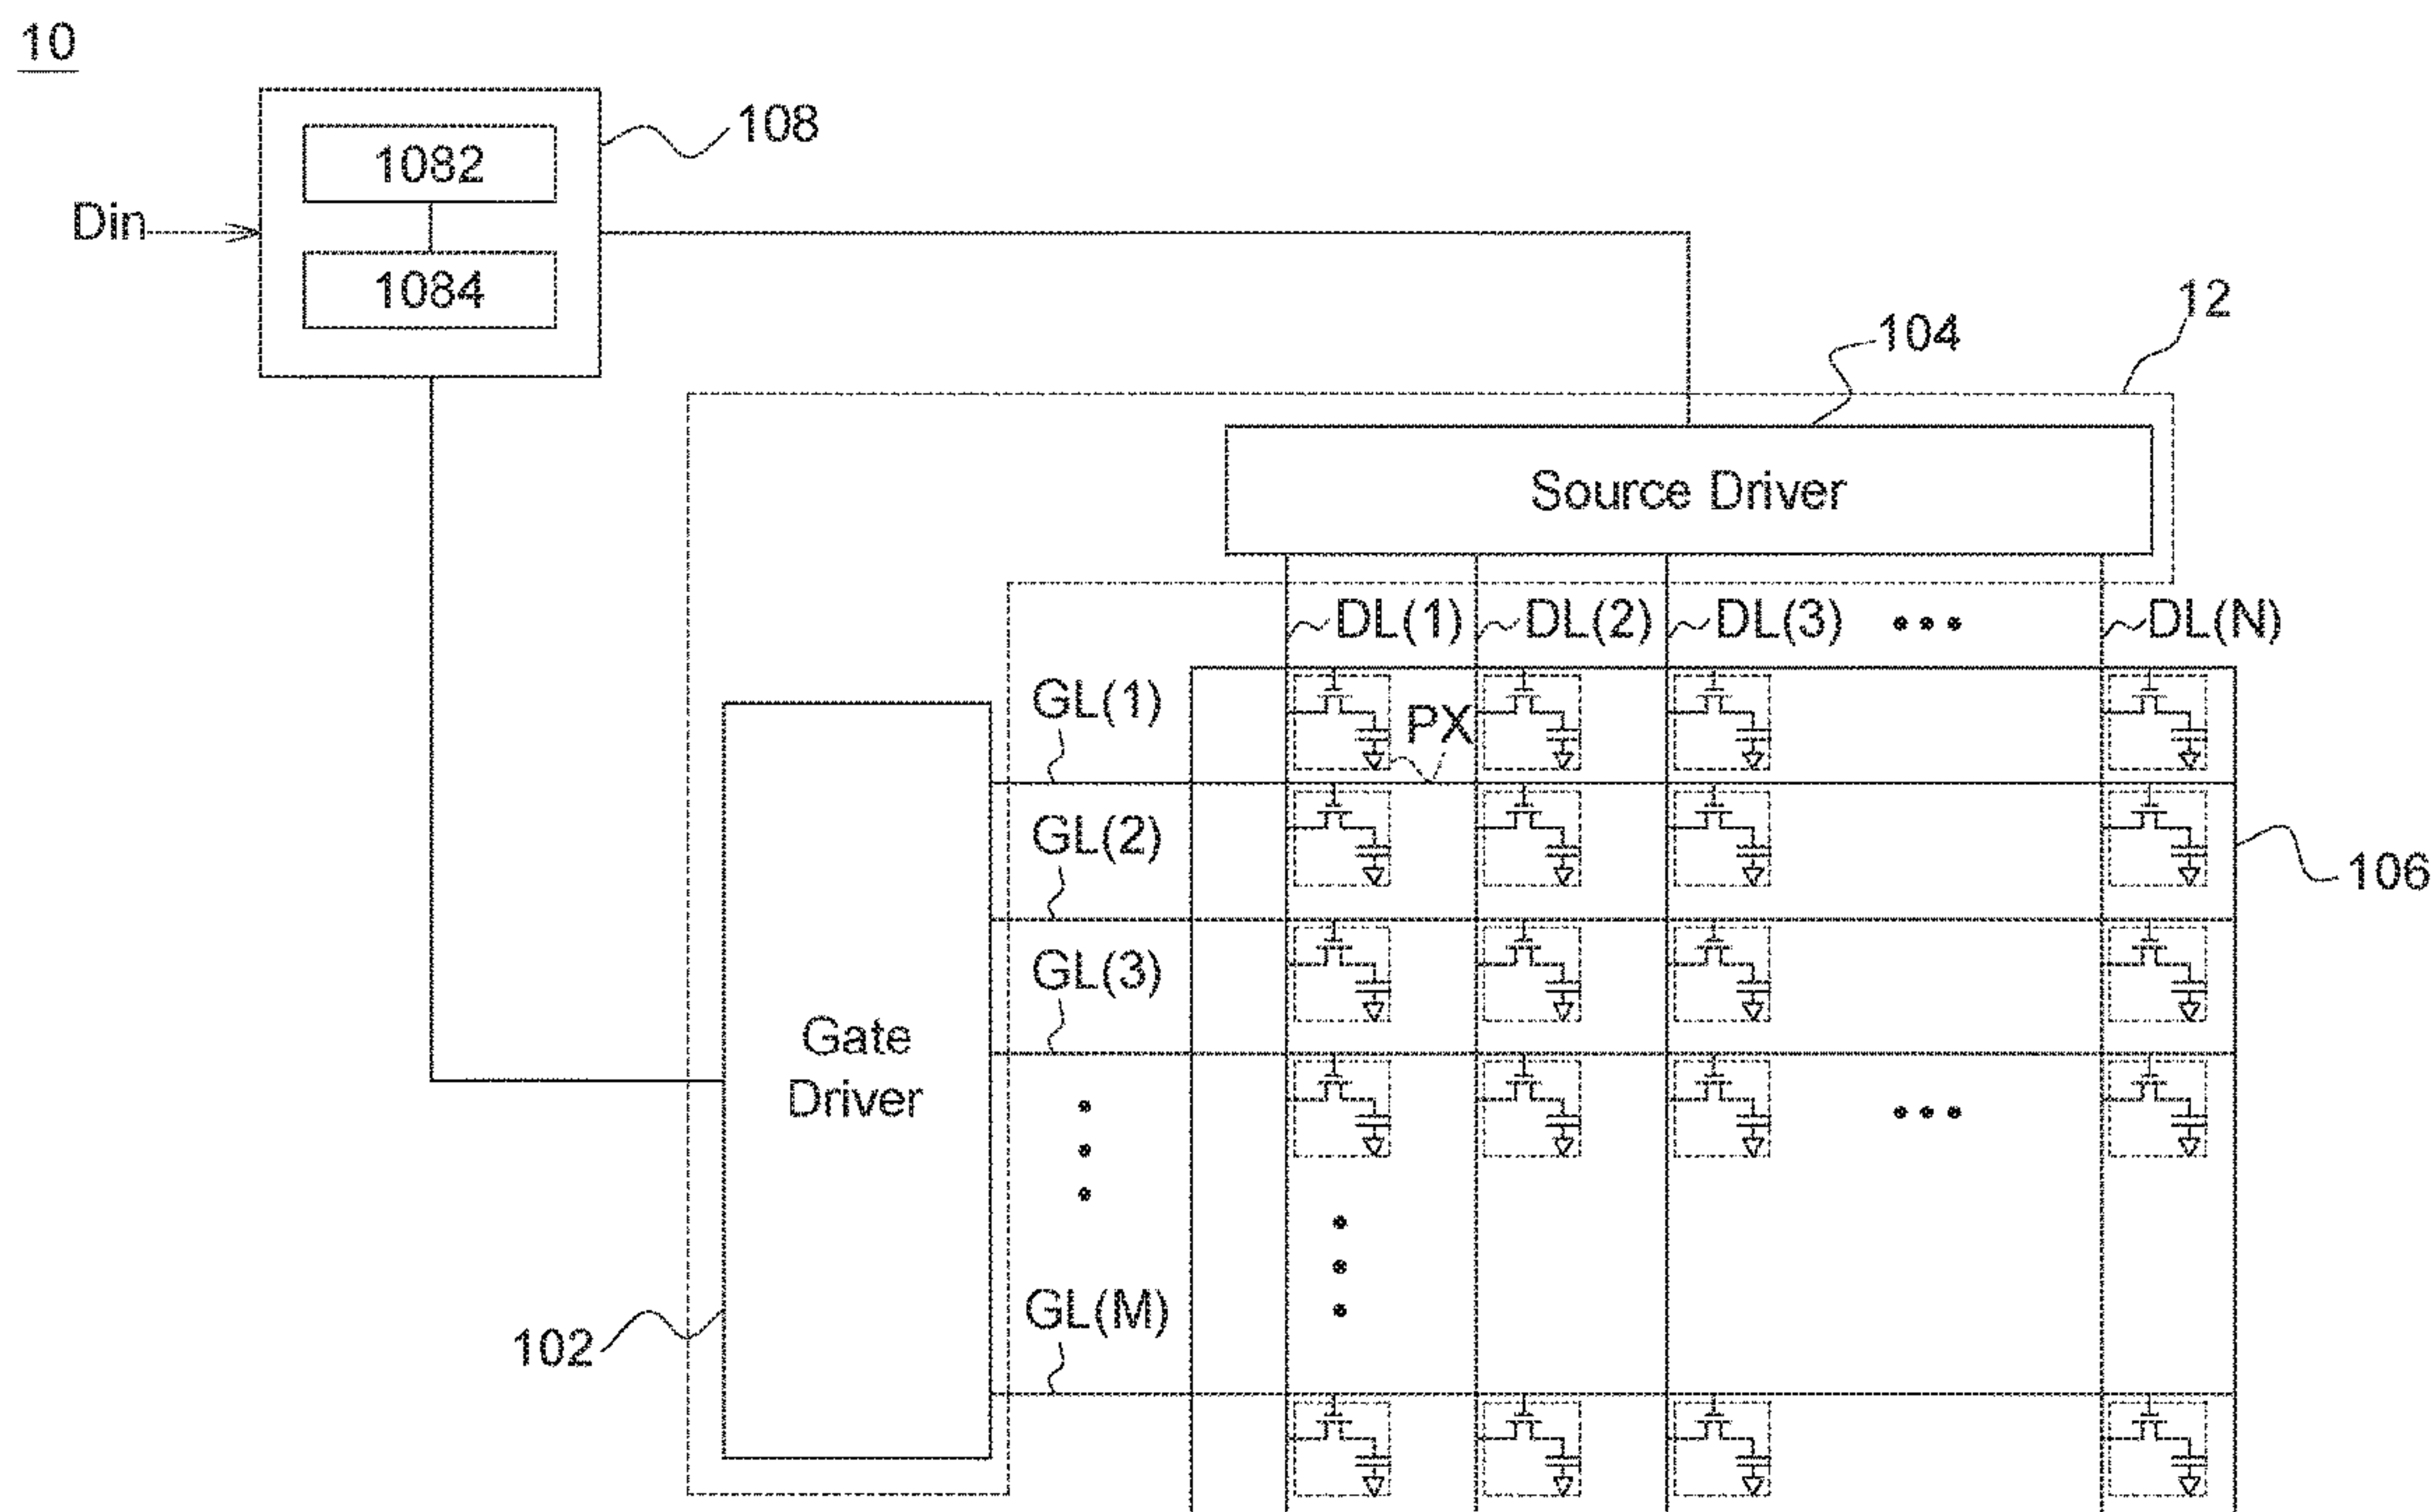 10
108
1082
Din
1084
12
104
Source Driver
DL(1)
DL(2)
DL(3)
•••
DL(N)
GL(1)
PX
GL(2)
106
GL(3)
Gate
Driver
•••
GL(M)
102